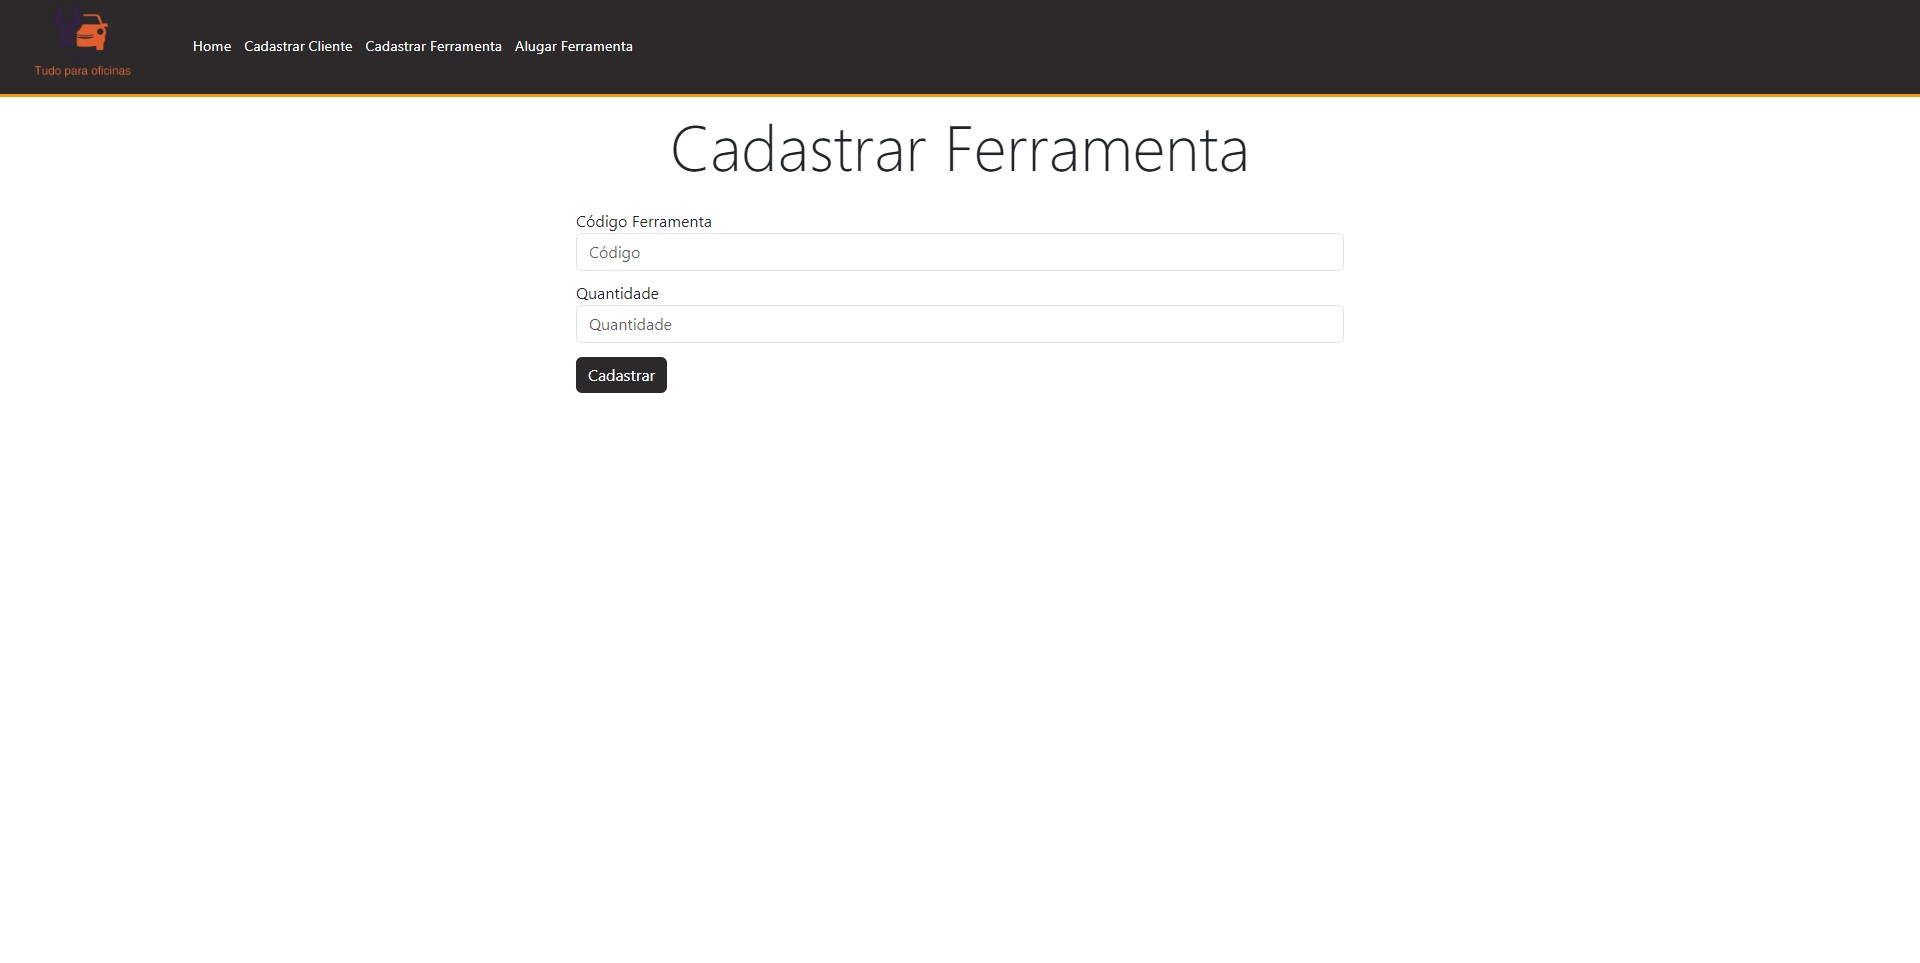 Tudo para oficinas
Home Cadastrar Cliente Cadastrar Ferramenta Alugar Ferramenta
Cadastrar Ferramenta
Código Ferramenta
Código
Quantidade
Quantidade
Cadastrar